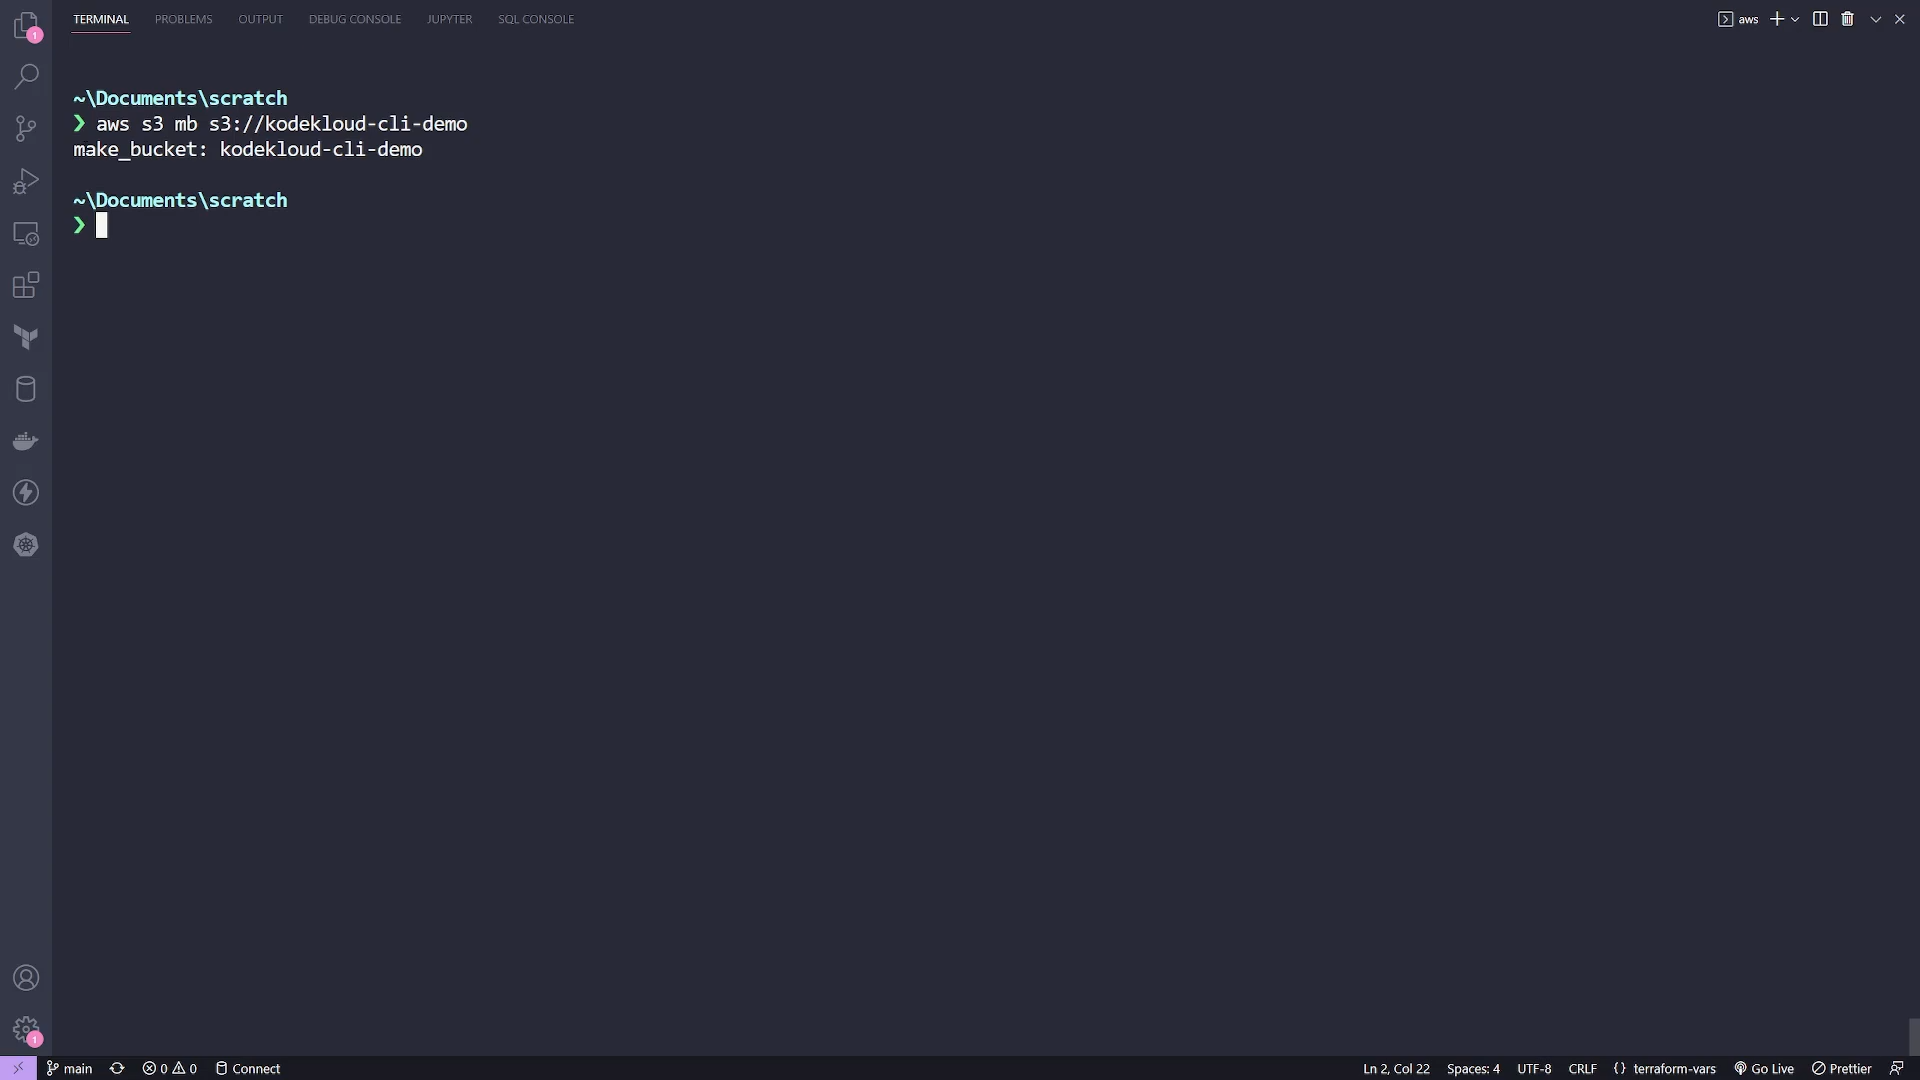 TERMINAL PROBLEMS OUTPUT DEBUG CONSOLE JUPYTER SQL CONSOLE aws
1
~\Documents\scratch
❯ aws s3 mb s3://kodekloud-cli-demo
make_bucket: kodekloud-cli-demo
~\Documents\scratch
❯
1
main 0 0 Connect Ln 2, Col 22 Spaces: 4 UTF-8 CRLF {} terraform-vars Go Live Prettier